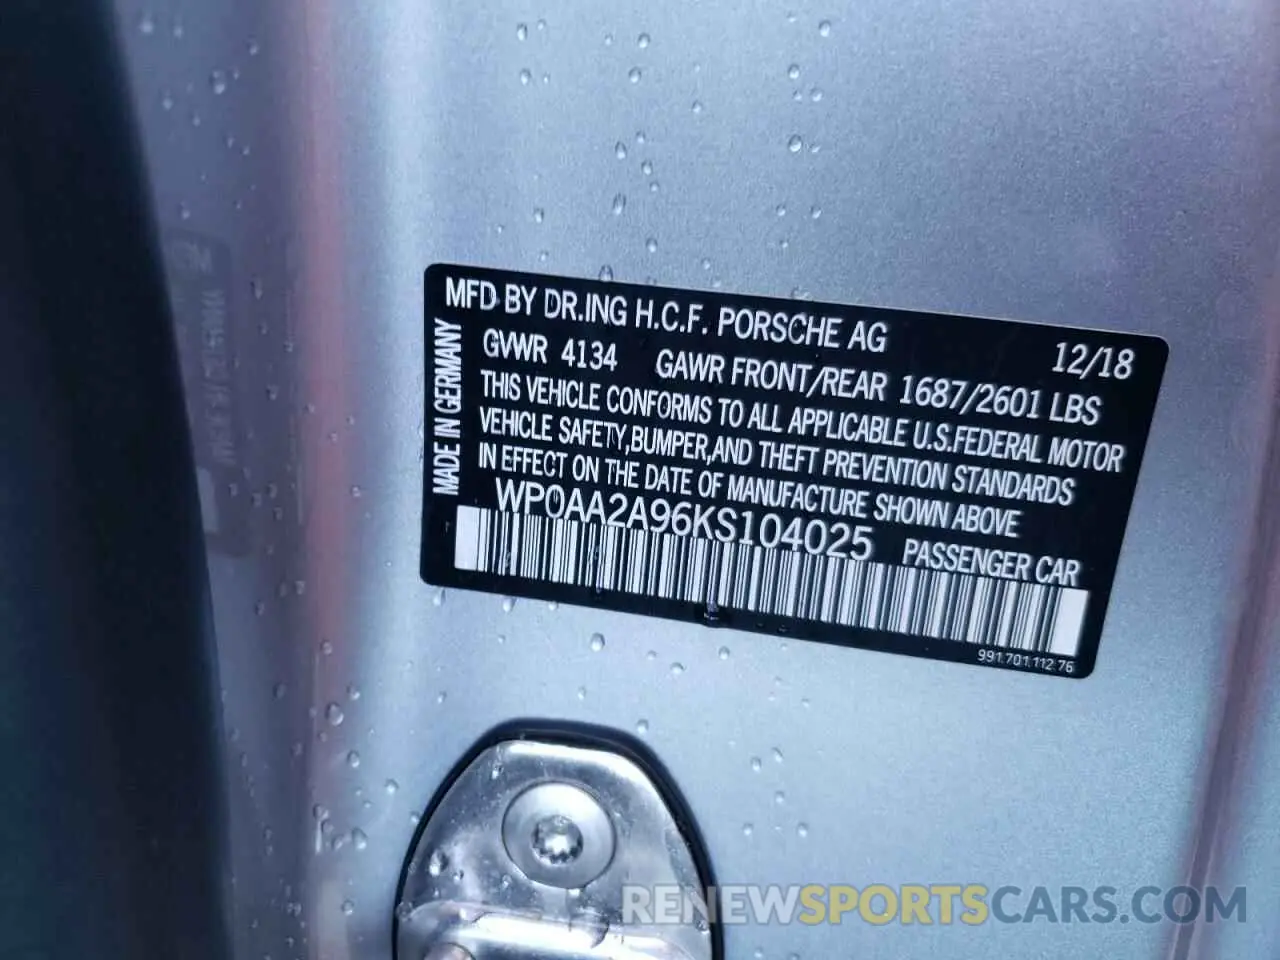 MFD BY DR.ING H.C.F. PORSCHE AG 12/18
GVWR 4134 GAWR FRONT/REAR 1687/2601 LBS
THIS VEHICLE CONFORMS TO ALL APPLICABLE U.S.FEDERAL MOTOR
VEHICLE SAFETY,BUMPER,AND THEFT PREVENTION STANDARDS
IN EFFECT ON THE DATE OF MANUFACTURE SHOWN ABOVE
WP0AA2A96KS104025 PASSENGER CAR
991.701.112.76
MADE IN GERMANY
RENEWSPORTSCARS.COM